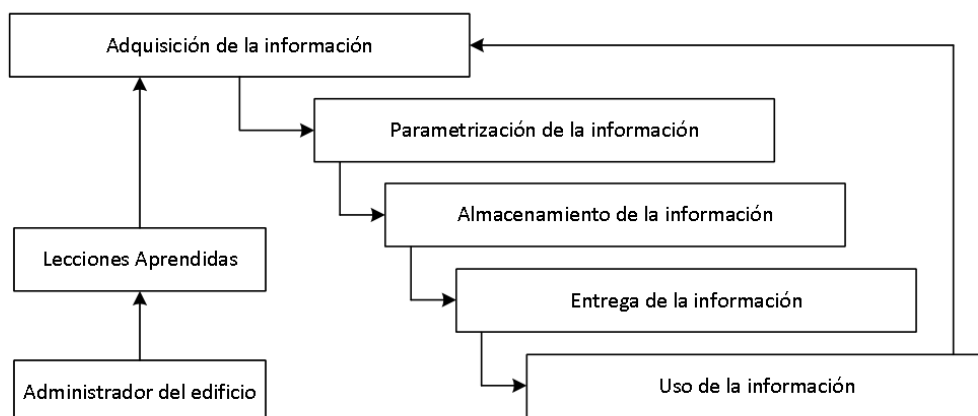 Adquisición de la información
Parametrización de la información
Almacenamiento de la información
Lecciones Aprendidas
Entrega de la información
Administrador del edificio
Uso de la información